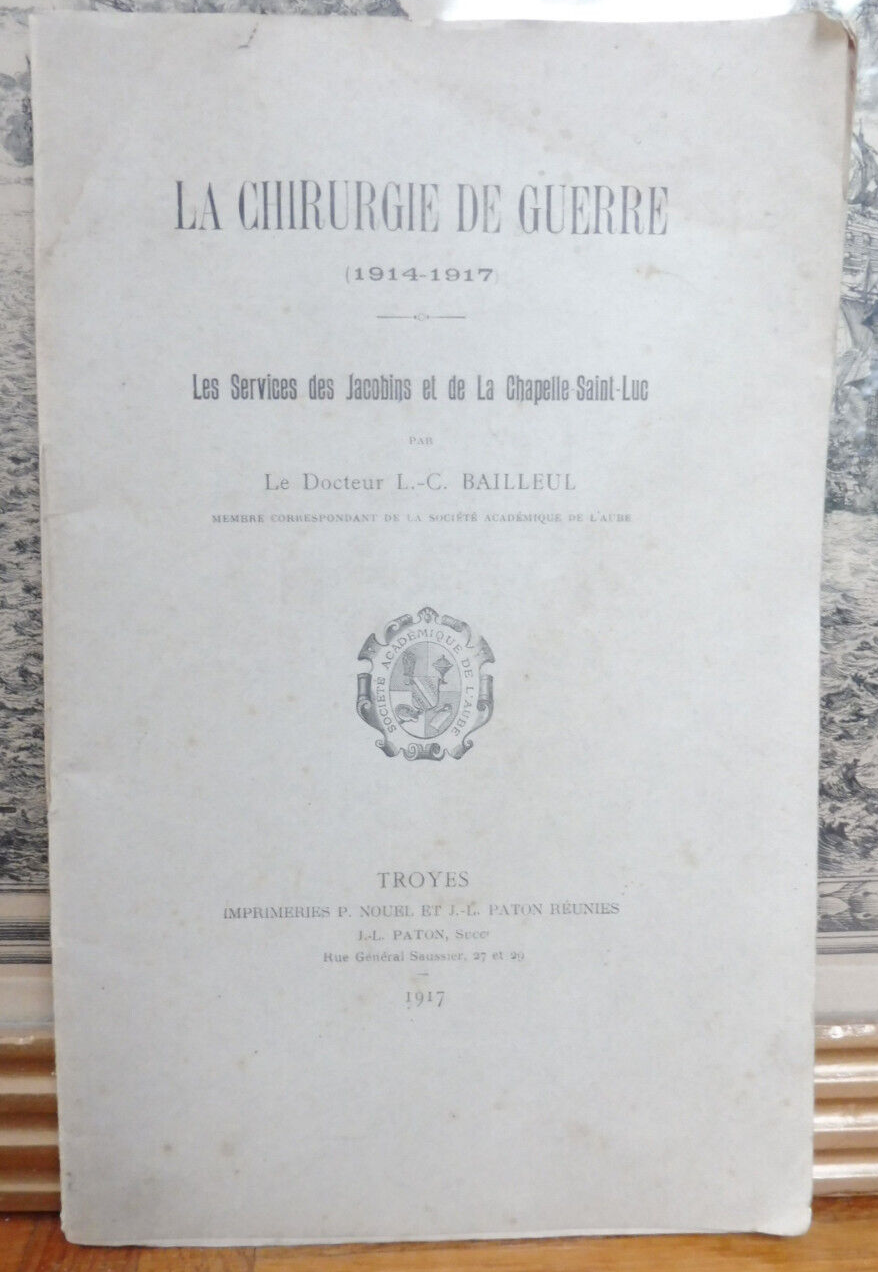 LA CHIRURGIE DE GUERRE
(1914-1917)
Les Services des Jacobins et de La Chapelle-Saint-Luc
PAR
Le Docteur L.-C. BAILLEUL
MEMBRE CORRESPONDANT DE LA SOCIÉTÉ ACADÉMIQUE DE L'AUBE
SOCIÉTÉ ACADÉMIQUE DE L'AUBE
TROYES
IMPRIMERIES P. NOUEL ET J.-L. PATON RÉUNIES
J.-L. PATON, Succr
Rue Général Saussier, 27 et 29
1917